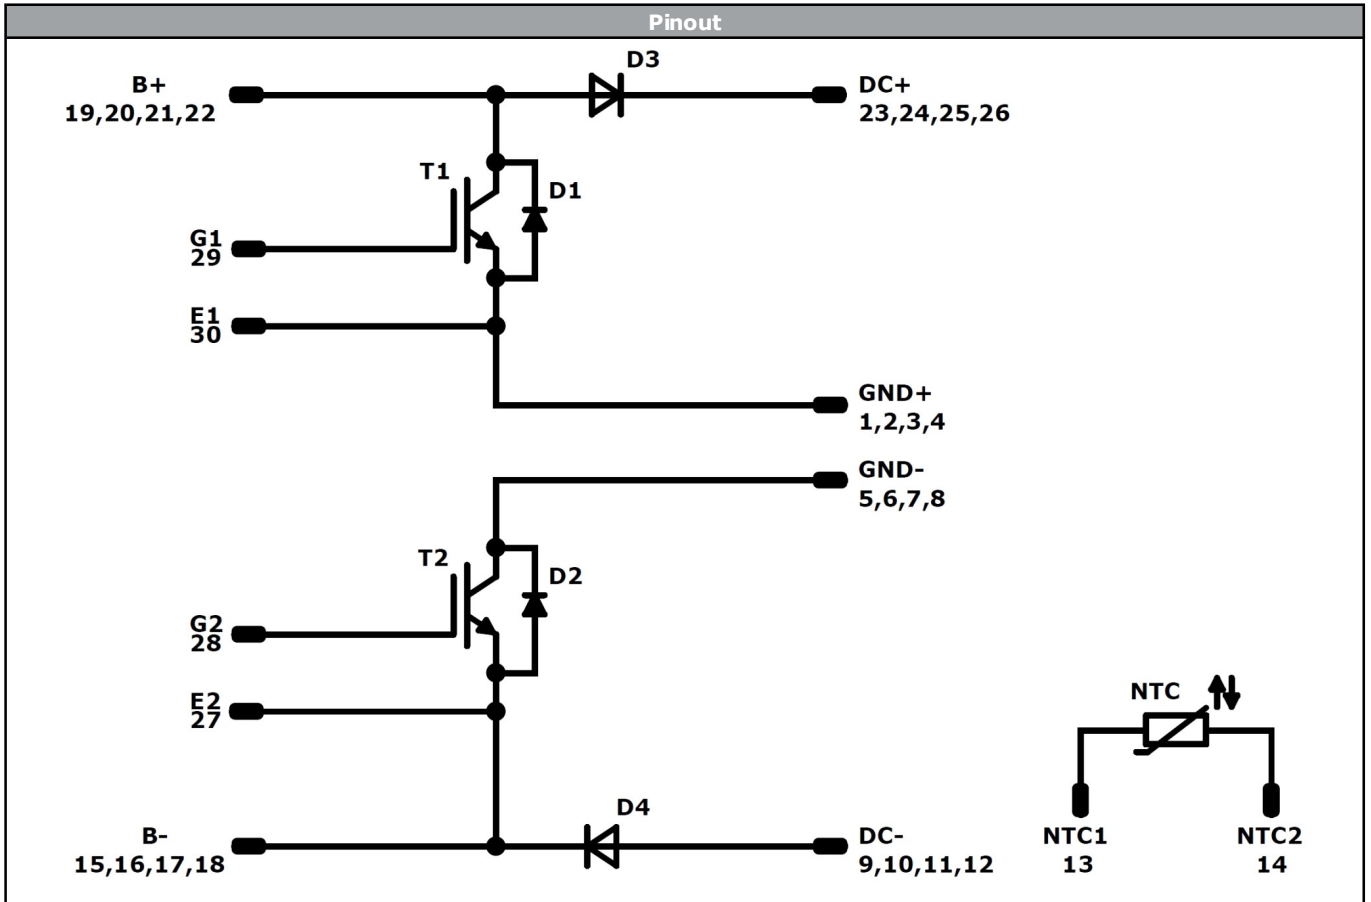 Pinout
D3
B+
19,20,21,22
DC+
23,24,25,26
T1
D1
G1
29
E1
30
GND+
1,2,3,4
GND-
5,6,7,8
T2
D2
G2
28
E2
27
NTC
D4
B-
15,16,17,18
DC-
9,10,11,12
NTC1
13
NTC2
14